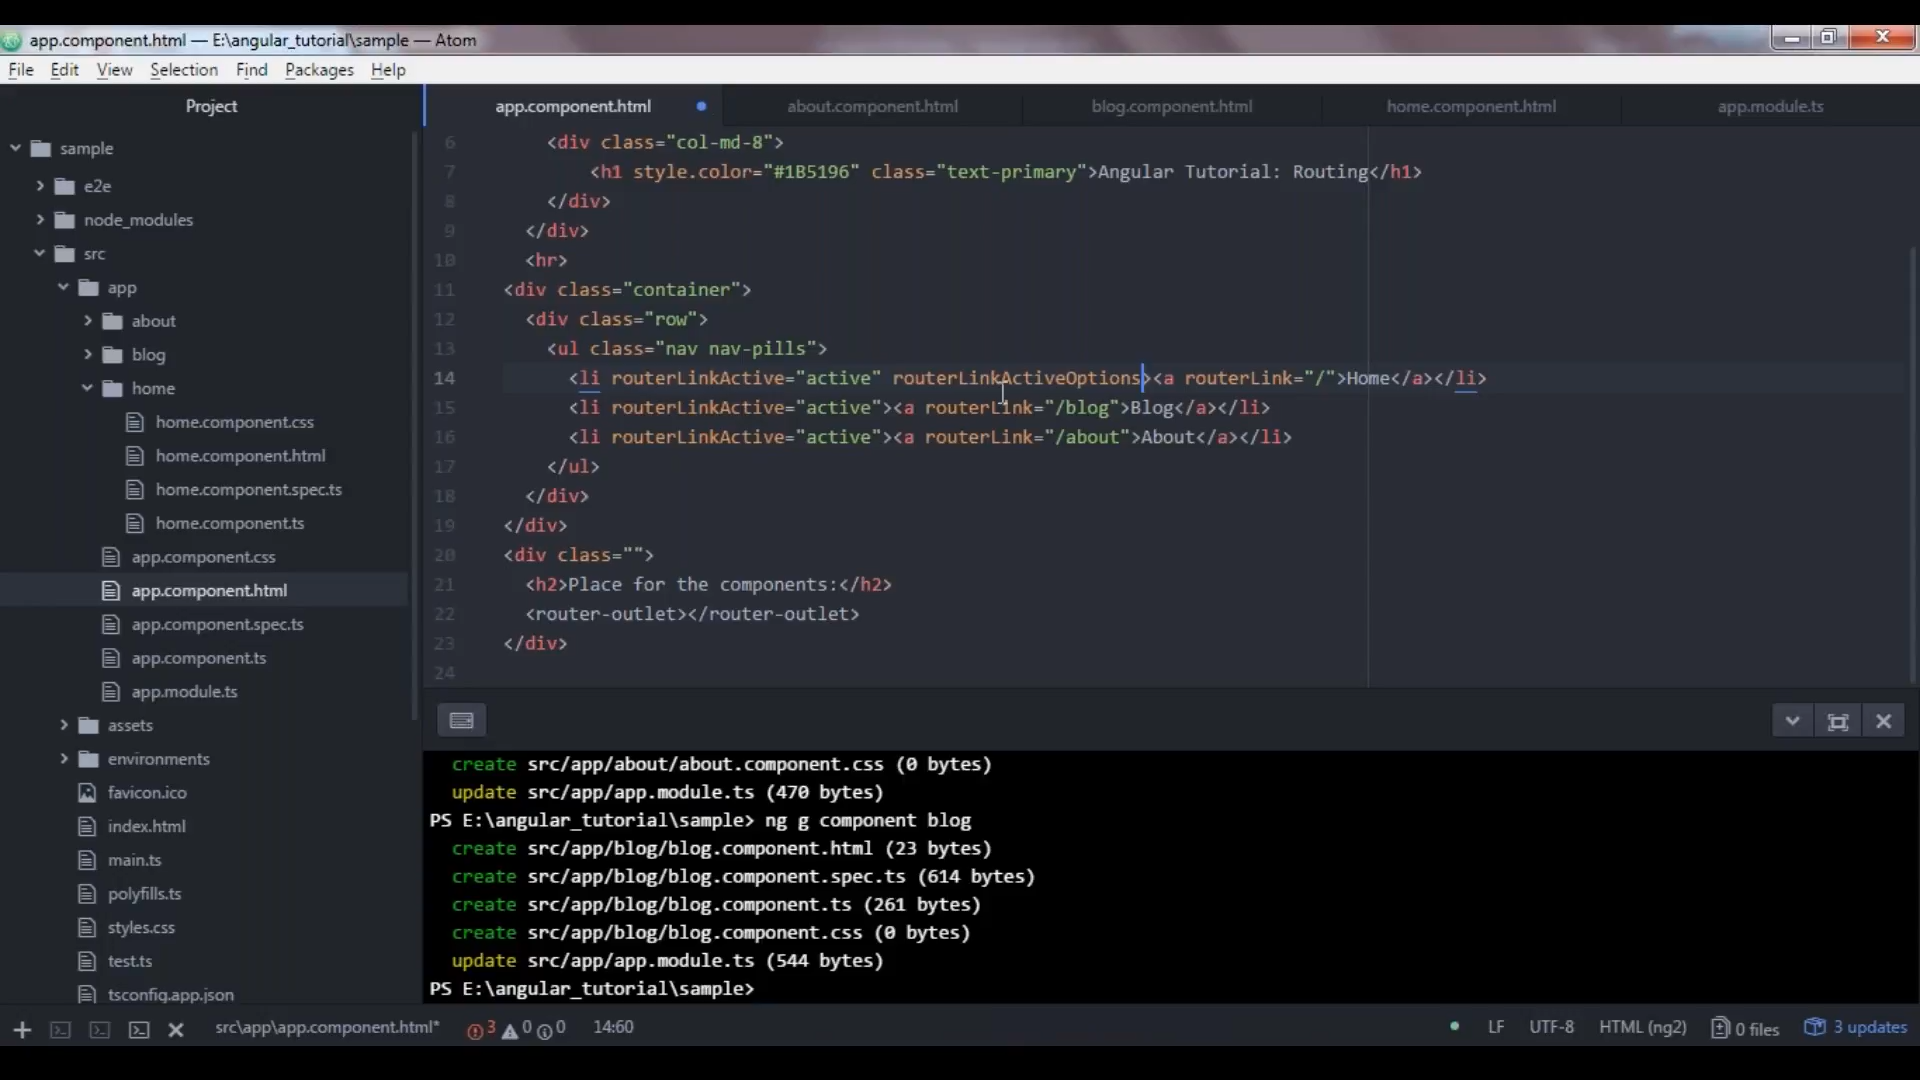 app.component.html — E:\angular_tutorial\sample — Atom
File Edit View Selection Find Packages Help
Project
app.component.html about.component.html blog.component.html home.component.html app.module.ts
sample
e2e
node_modules
src
app
about
blog
home
home.component.css
home.component.html
home.component.spec.ts
home.component.ts
app.component.css
app.component.html
app.component.spec.ts
app.component.ts
app.module.ts
assets
environments
favicon.ico
index.html
main.ts
polyfills.ts
styles.css
test.ts
tsconfig.app.json
6 <div class="col-md-8">
7 <h1 style.color="#1B5196" class="text-primary">Angular Tutorial: Routing</h1>
8 </div>
9 </div>
10 <hr>
11 <div class="container">
12 <div class="row">
13 <ul class="nav nav-pills">
14 <li routerLinkActive="active" routerLinkActiveOptions><a routerLink="/">Home</a></li>
15 <li routerLinkActive="active"><a routerLink="/blog">Blog</a></li>
16 <li routerLinkActive="active"><a routerLink="/about">About</a></li>
17 </ul>
18 </div>
19 </div>
20 <div class="">
21 <h2>Place for the components:</h2>
22 <router-outlet></router-outlet>
23 </div>
24
create src/app/about/about.component.css (0 bytes)
update src/app/app.module.ts (470 bytes)
PS E:\angular_tutorial\sample> ng g component blog
create src/app/blog/blog.component.html (23 bytes)
create src/app/blog/blog.component.spec.ts (614 bytes)
create src/app/blog/blog.component.ts (261 bytes)
create src/app/blog/blog.component.css (0 bytes)
update src/app/app.module.ts (544 bytes)
PS E:\angular_tutorial\sample>
src\app\app.component.html* 3 0 0 14:60 LF UTF-8 HTML (ng2) 0 files 3 updates